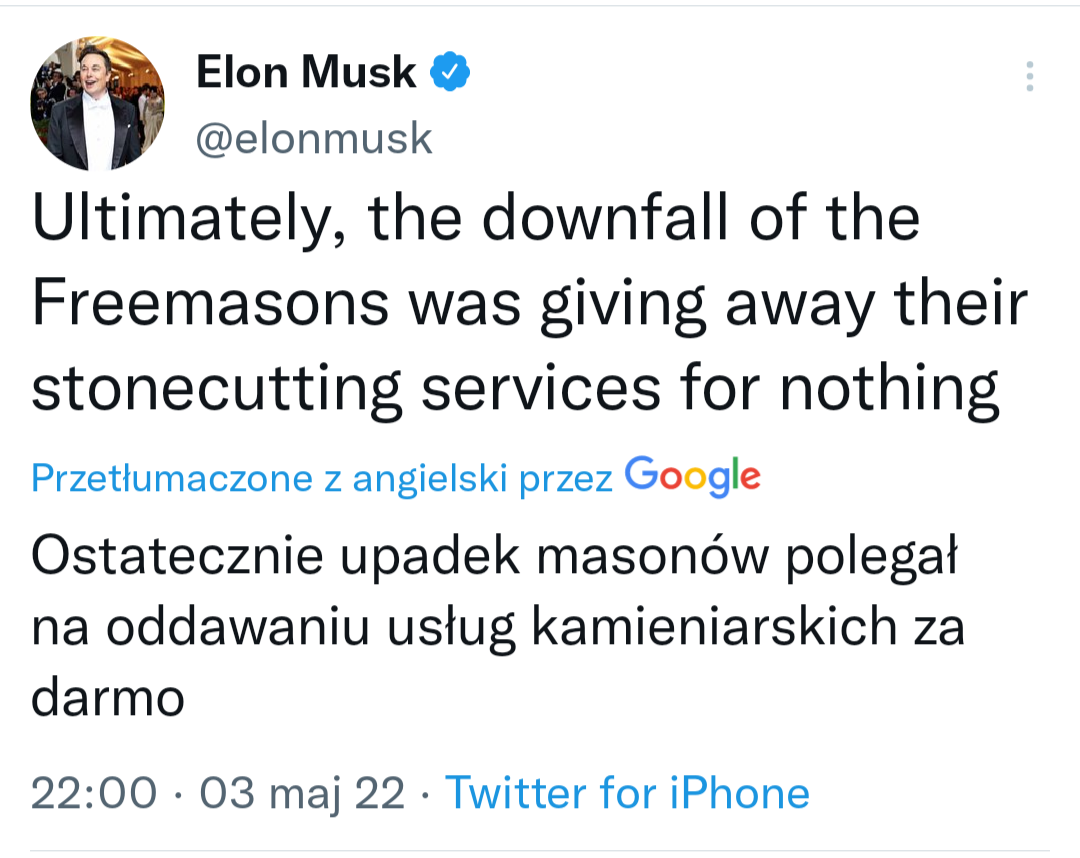 Elon Musk
@elonmusk
Ultimately, the downfall of the
Freemasons was giving away their
stonecutting services for nothing
Przetłumaczone z angielski przez Google
Ostatecznie upadek masonów polegał
na oddawaniu usług kamieniarskich za
darmo
22:00 · 03 maj 22 · Twitter for iPhone